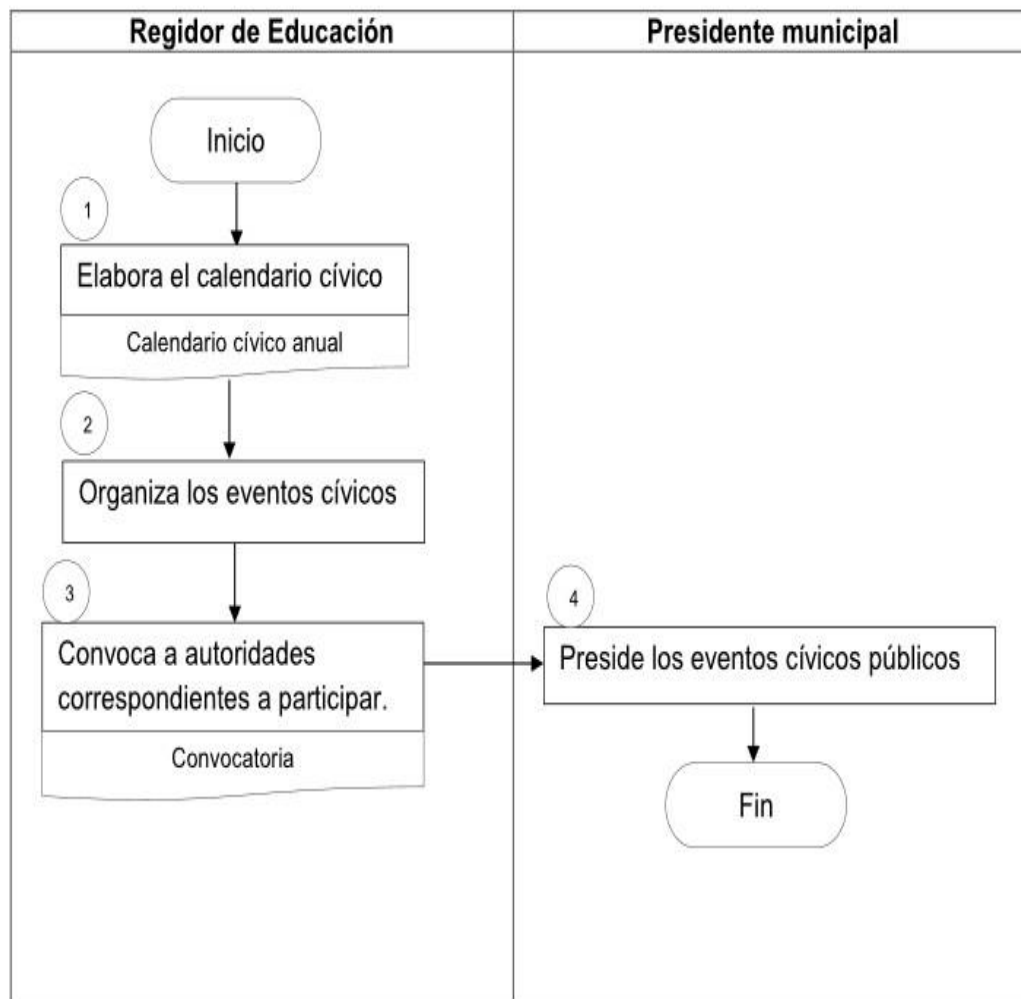 Regidor de Educación
Presidente municipal
Inicio
1
Elabora el calendario cívico
Calendario cívico anual
2
Organiza los eventos cívicos
3
Convoca a autoridades
correspondientes a participar.
Convocatoria
4
Preside los eventos cívicos públicos
Fin